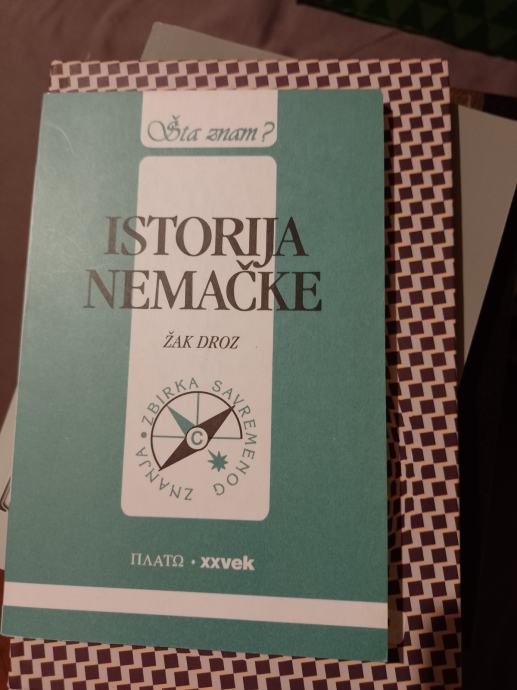 Šta znam?
ISTORIJA
NEMAČKE
ŽAK DROZ
ZBIRKA SAVREMENOG ZNANJA •
C
ΠΛΑΤΩ • xxvek